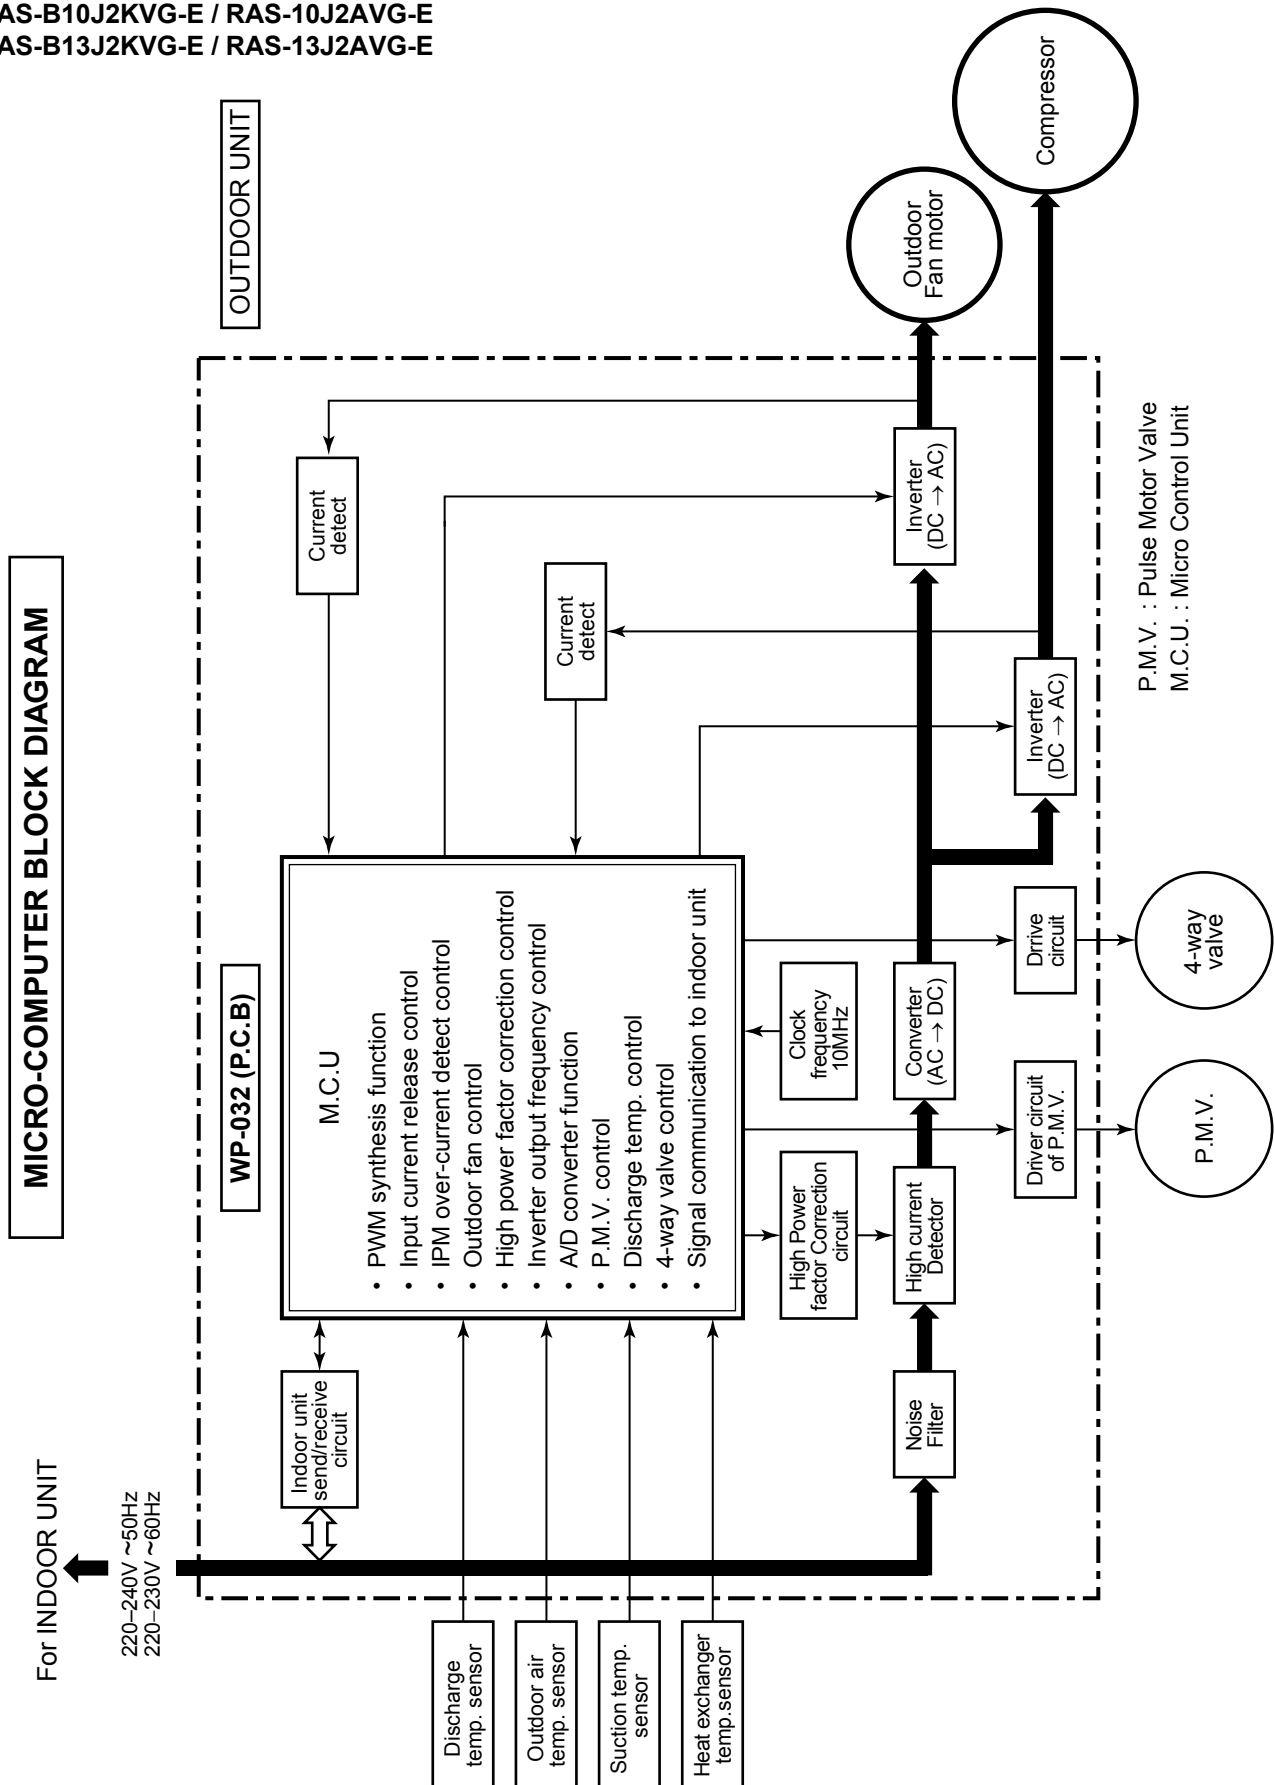 AS-B10J2KVG-E / RAS-10J2AVG-E
AS-B13J2KVG-E / RAS-13J2AVG-E
MICRO-COMPUTER BLOCK DIAGRAM
For INDOOR UNIT
220–240V ~50Hz
220–230V ~60Hz
WP-032 (P.C.B)
OUTDOOR UNIT
Indoor unit
send/receive
circuit
M.C.U
• PWM synthesis function
• Input current release control
• IPM over-current detect control
• Outdoor fan control
• High power factor correction control
• Inverter output frequency control
• A/D converter function
• P.M.V. control
• Discharge temp. control
• 4-way valve control
• Signal communication to indoor unit
Current
detect
Current
detect
Discharge
temp. sensor
Outdoor air
temp. sensor
Suction temp.
sensor
Heat exchanger
temp.sensor
High Power
factor Correction
circuit
Clock
frequency
10MHz
Noise
Filter
High current
Detector
Converter
(AC → DC)
Inverter
(DC → AC)
Outdoor
Fan motor
Driver circuit
of P.M.V.
Drrive
circuit
Inverter
(DC → AC)
Compressor
P.M.V.
4-way
valve
P.M.V. : Pulse Motor Valve
M.C.U. : Micro Control Unit